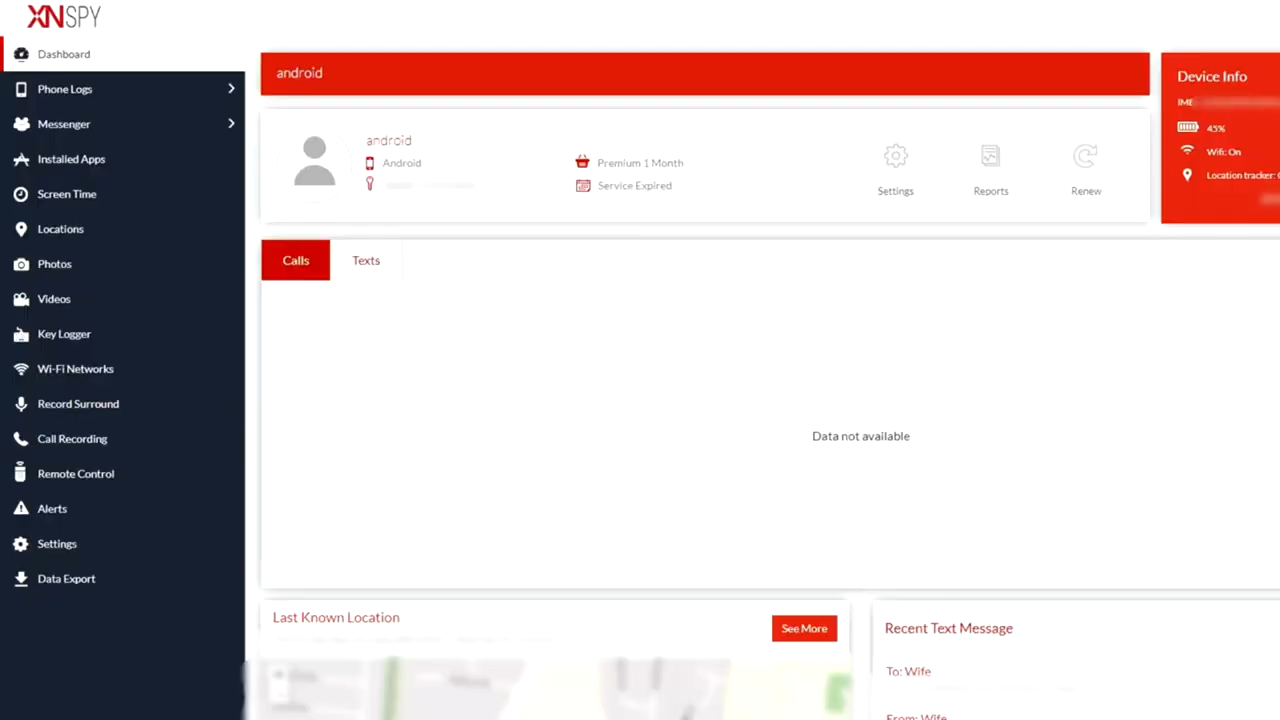 XNSPY
Dashboard
Phone Logs
Messenger
Installed Apps
Screen Time
Locations
Photos
Videos
Key Logger
Wi-Fi Networks
Record Surround
Call Recording
Remote Control
Alerts
Settings
Data Export
android
android
Android
Premium 1 Month
Service Expired
Settings
Reports
Renew
Device Info
IME
45%
Wifi: On
Location tracker:
Calls
Texts
Data not available
Last Known Location
See More
Recent Text Message
To: Wife
From: Wife